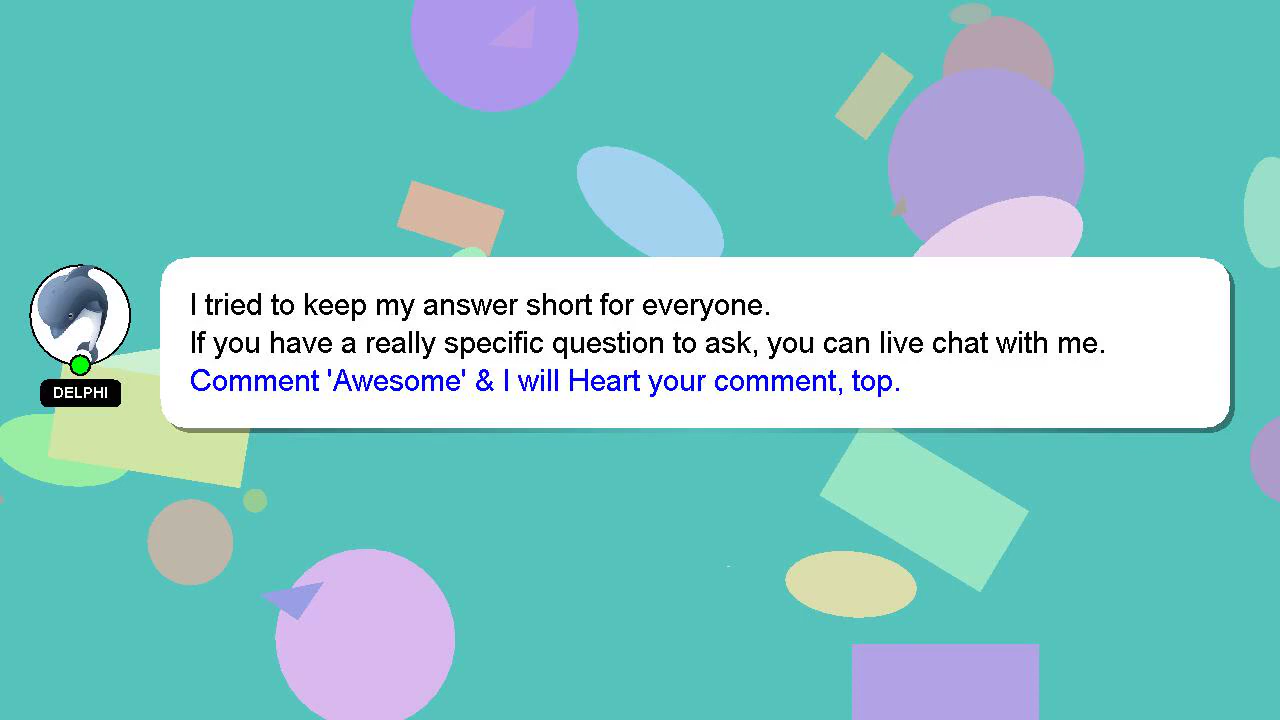 I tried to keep my answer short for everyone.
If you have a really specific question to ask, you can live chat with me.
Comment 'Awesome' & I will Heart your comment, top.
DELPHI